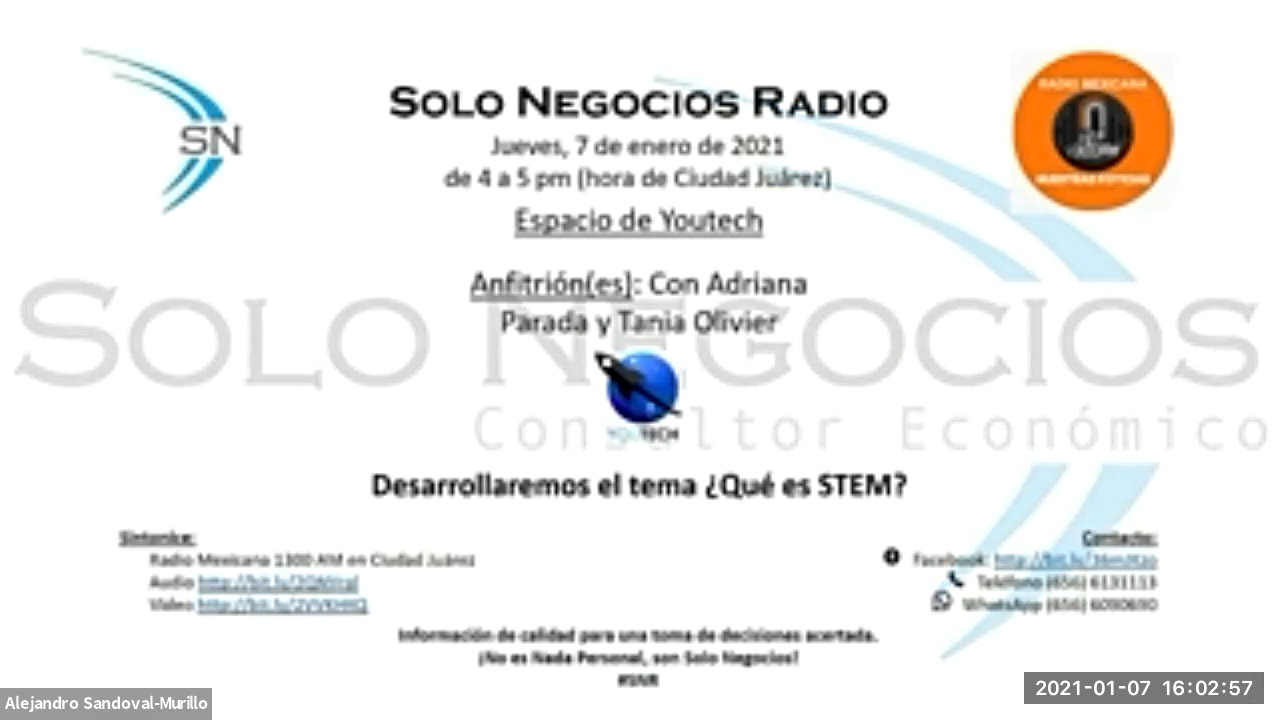 SN
SOLO NEGOCIOS RADIO
Jueves, 7 de enero de 2021
de 4 a 5 pm (hora de Ciudad Juárez)
Espacio de Youtech
Anfitrión(es): Con Adriana
Parada y Tania Olivier
YOUTECH
RADIO MEXICANA
SOLO NEGOCIOS
Consultor Económico
Desarrollaremos el tema ¿Qué es STEM?
Sintonice:
Radio Mexicana 1300 AM en Ciudad Juárez
Audio
Video
Contacto:
Facebook:
Teléfono (656) 6131113
WhatsApp (656)
Información de calidad para una toma de decisiones acertada.
¡No es Nada Personal, son Solo Negocios!
#SNR
Alejandro Sandoval-Murillo
2021-01-07 16:02:57